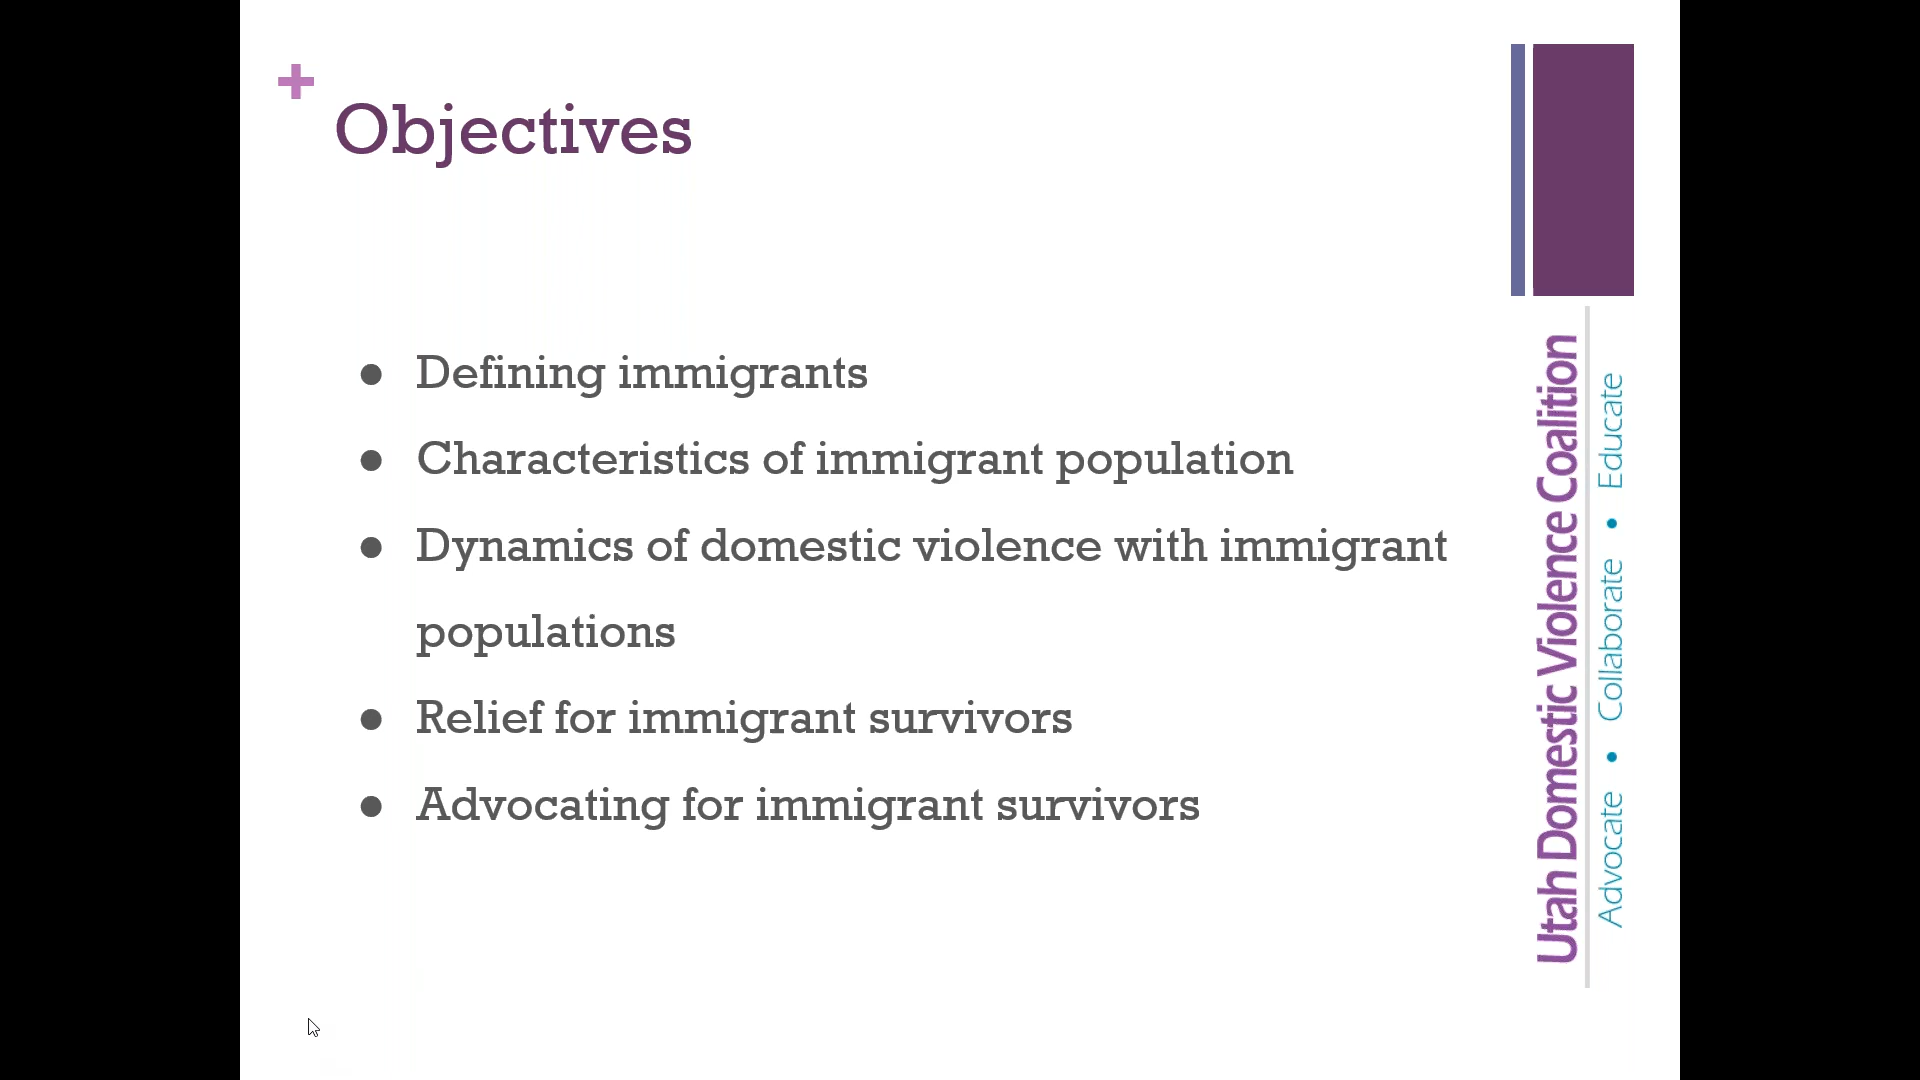 +
Objectives
● Defining immigrants
● Characteristics of immigrant population
● Dynamics of domestic violence with immigrant
populations
● Relief for immigrant survivors
● Advocating for immigrant survivors
Utah Domestic Violence Coalition
Advocate • Collaborate • Educate